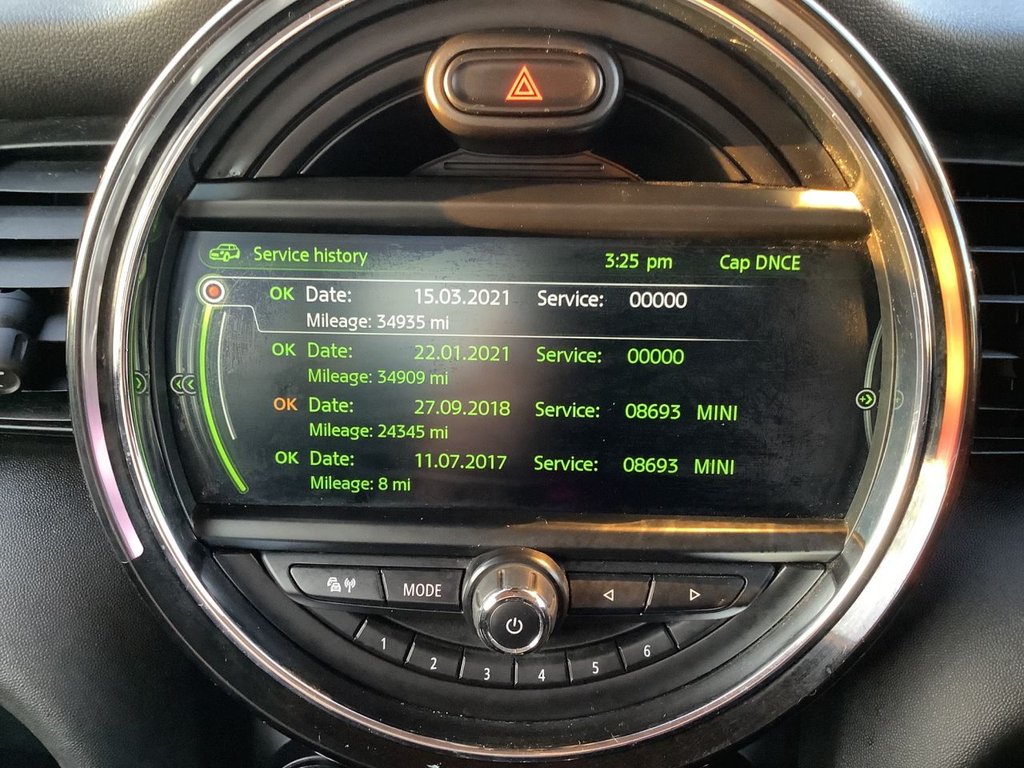 Service history 3:25 pm Cap DNCE
OK Date: 15.03.2021 Service: 00000
Mileage: 34935 mi
OK Date: 22.01.2021 Service: 00000
Mileage: 34909 mi
OK Date: 27.09.2018 Service: 08693 MINI
Mileage: 24345 mi
OK Date: 11.07.2017 Service: 08693 MINI
Mileage: 8 mi
MODE
1 2 3 4 5 6